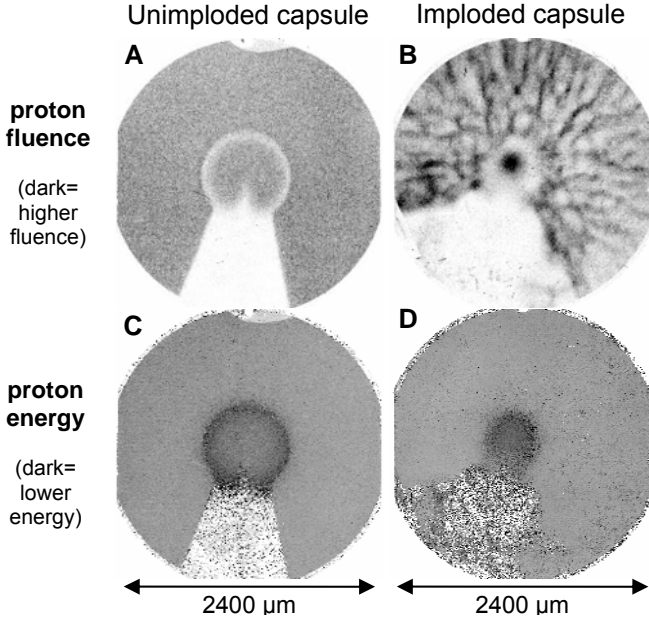 Unimploded capsule
Imploded capsule
A
B
proton
fluence
(dark=
higher
fluence)
C
D
proton
energy
(dark=
lower
energy)
2400 µm
2400 µm